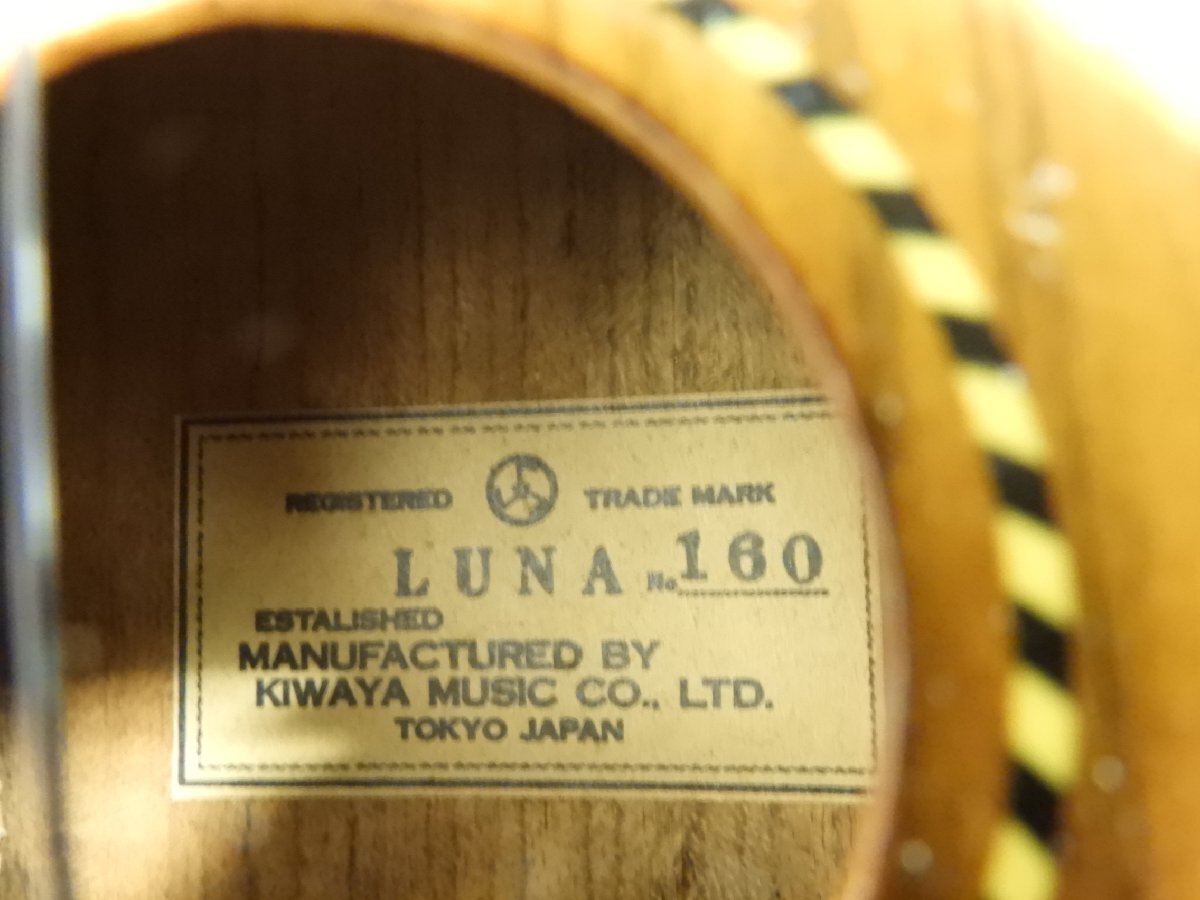 REGISTERED TRADE MARK
LUNA No. 160
ESTALISHED
MANUFACTURED BY
KIWAYA MUSIC CO., LTD.
TOKYO JAPAN